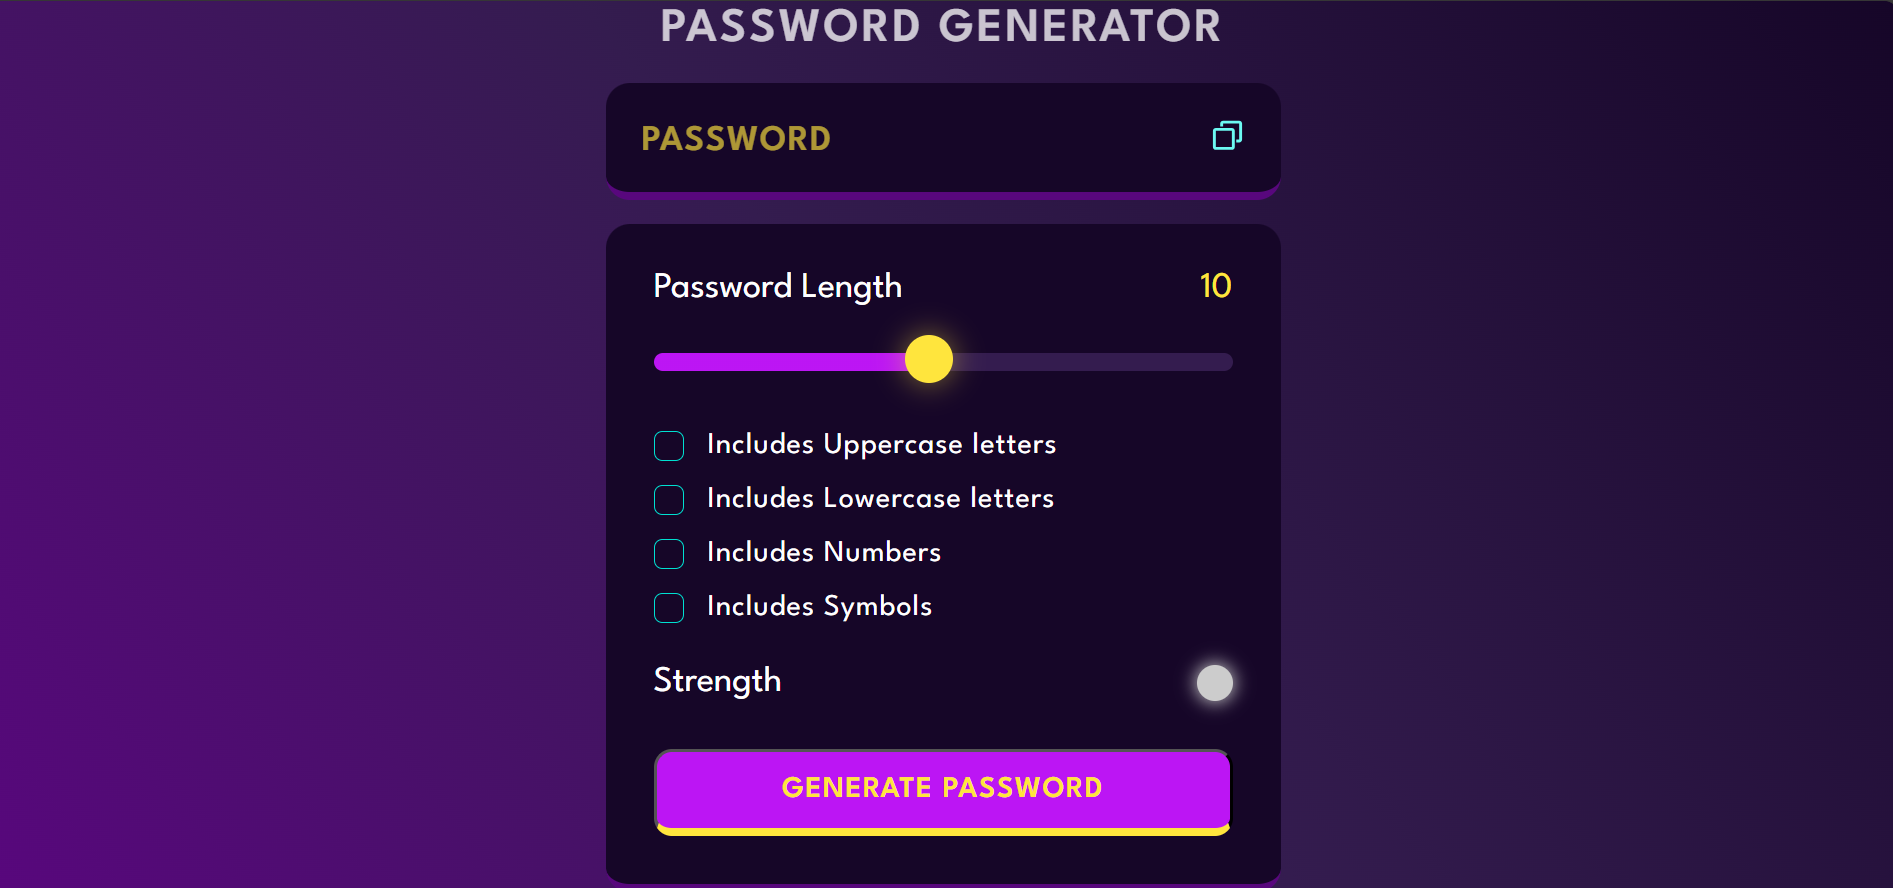 PASSWORD GENERATOR
PASSWORD
Password Length 10
Includes Uppercase letters
Includes Lowercase letters
Includes Numbers
Includes Symbols
Strength
GENERATE PASSWORD